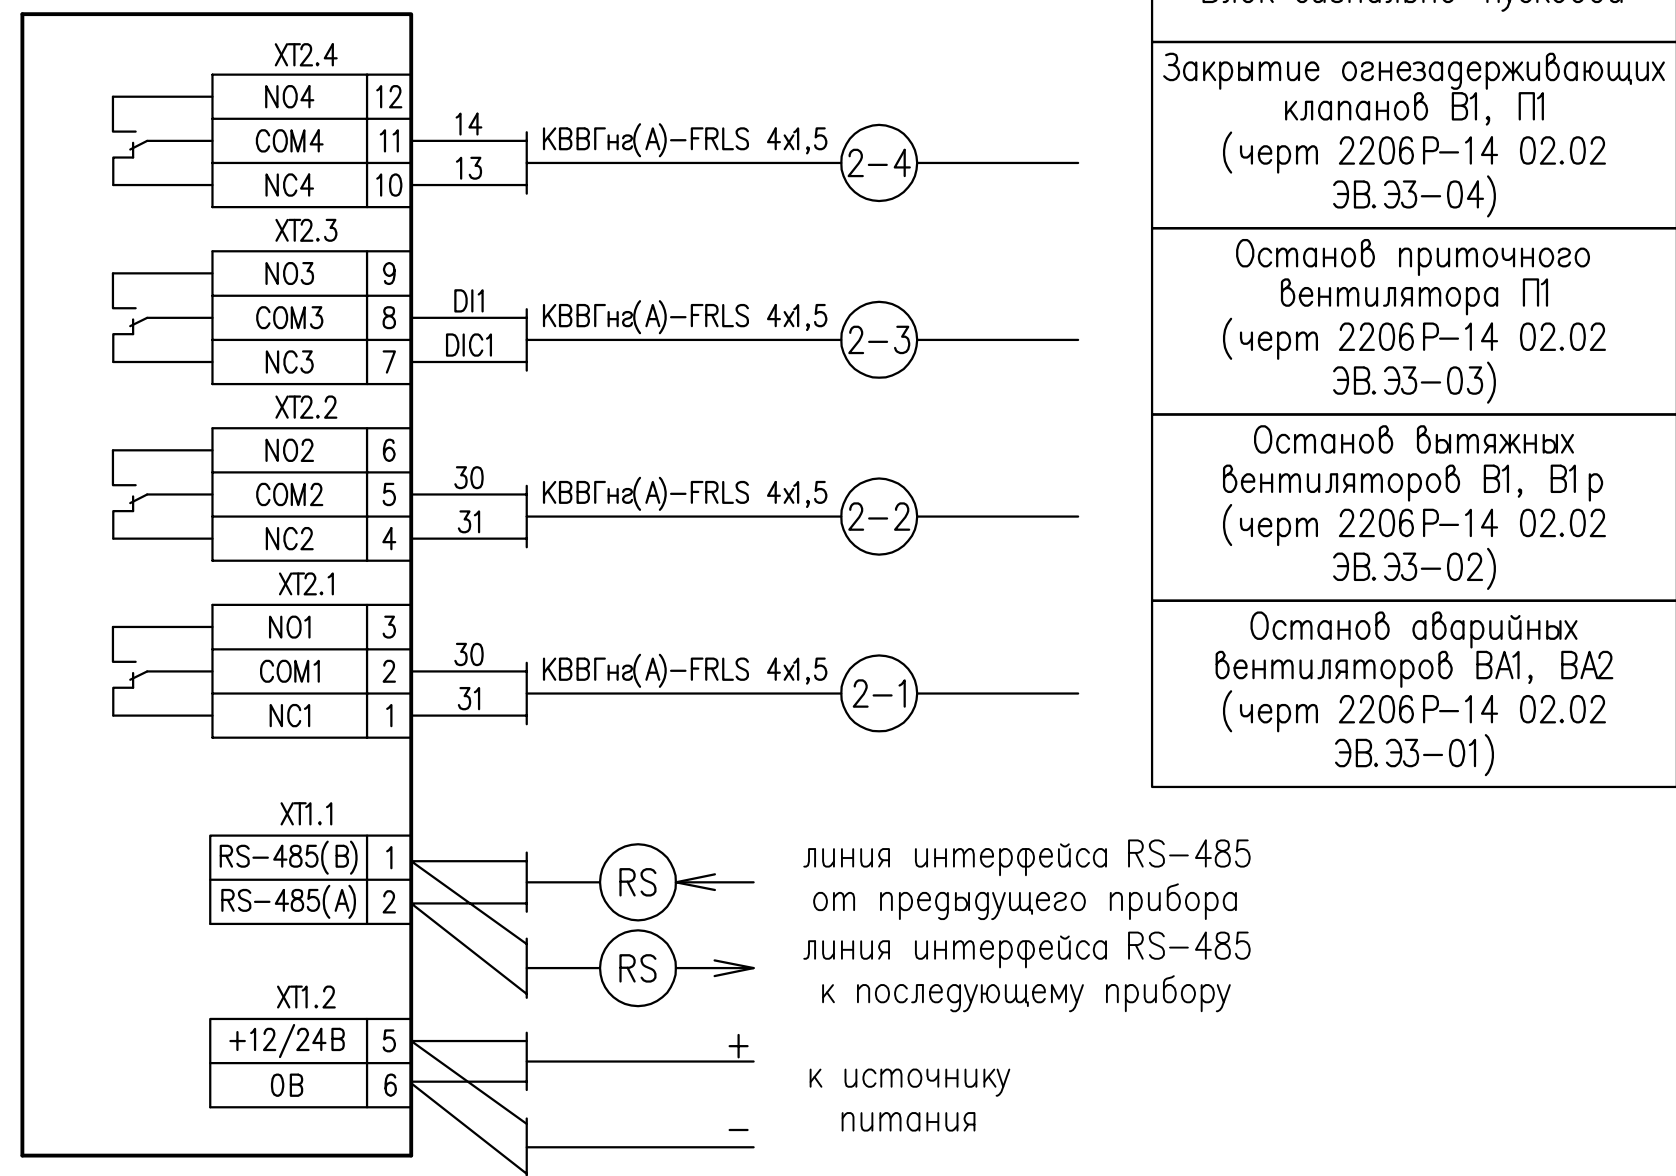 XT2.4
NO4 12
COM4 11
NC4 10
14
13
КВВГнг(А)-FRLS 4х1,5
2-4
XT2.3
NO3 9
COM3 8
NC3 7
DI1
DIC1
КВВГнг(А)-FRLS 4х1,5
2-3
XT2.2
NO2 6
COM2 5
NC2 4
30
31
КВВГнг(А)-FRLS 4х1,5
2-2
XT2.1
NO1 3
COM1 2
NC1 1
30
31
КВВГнг(А)-FRLS 4х1,5
2-1
XT1.1
RS-485(B) 1
RS-485(A) 2
RS
линия интерфейса RS-485
от предыдущего прибора
RS
линия интерфейса RS-485
к последующему прибору
XT1.2
+12/24В 5
0В 6
+
к источнику
питания
-
Закрытие огнезадерживающих
клапанов В1, П1
(черт 2206Р-14 02.02
ЭВ.ЭЗ-04)
Останов приточного
вентилятора П1
(черт 2206Р-14 02.02
ЭВ.ЭЗ-03)
Останов вытяжных
вентиляторов В1, В1р
(черт 2206Р-14 02.02
ЭВ.ЭЗ-02)
Останов аварийных
вентиляторов ВА1, ВА2
(черт 2206Р-14 02.02
ЭВ.ЭЗ-01)